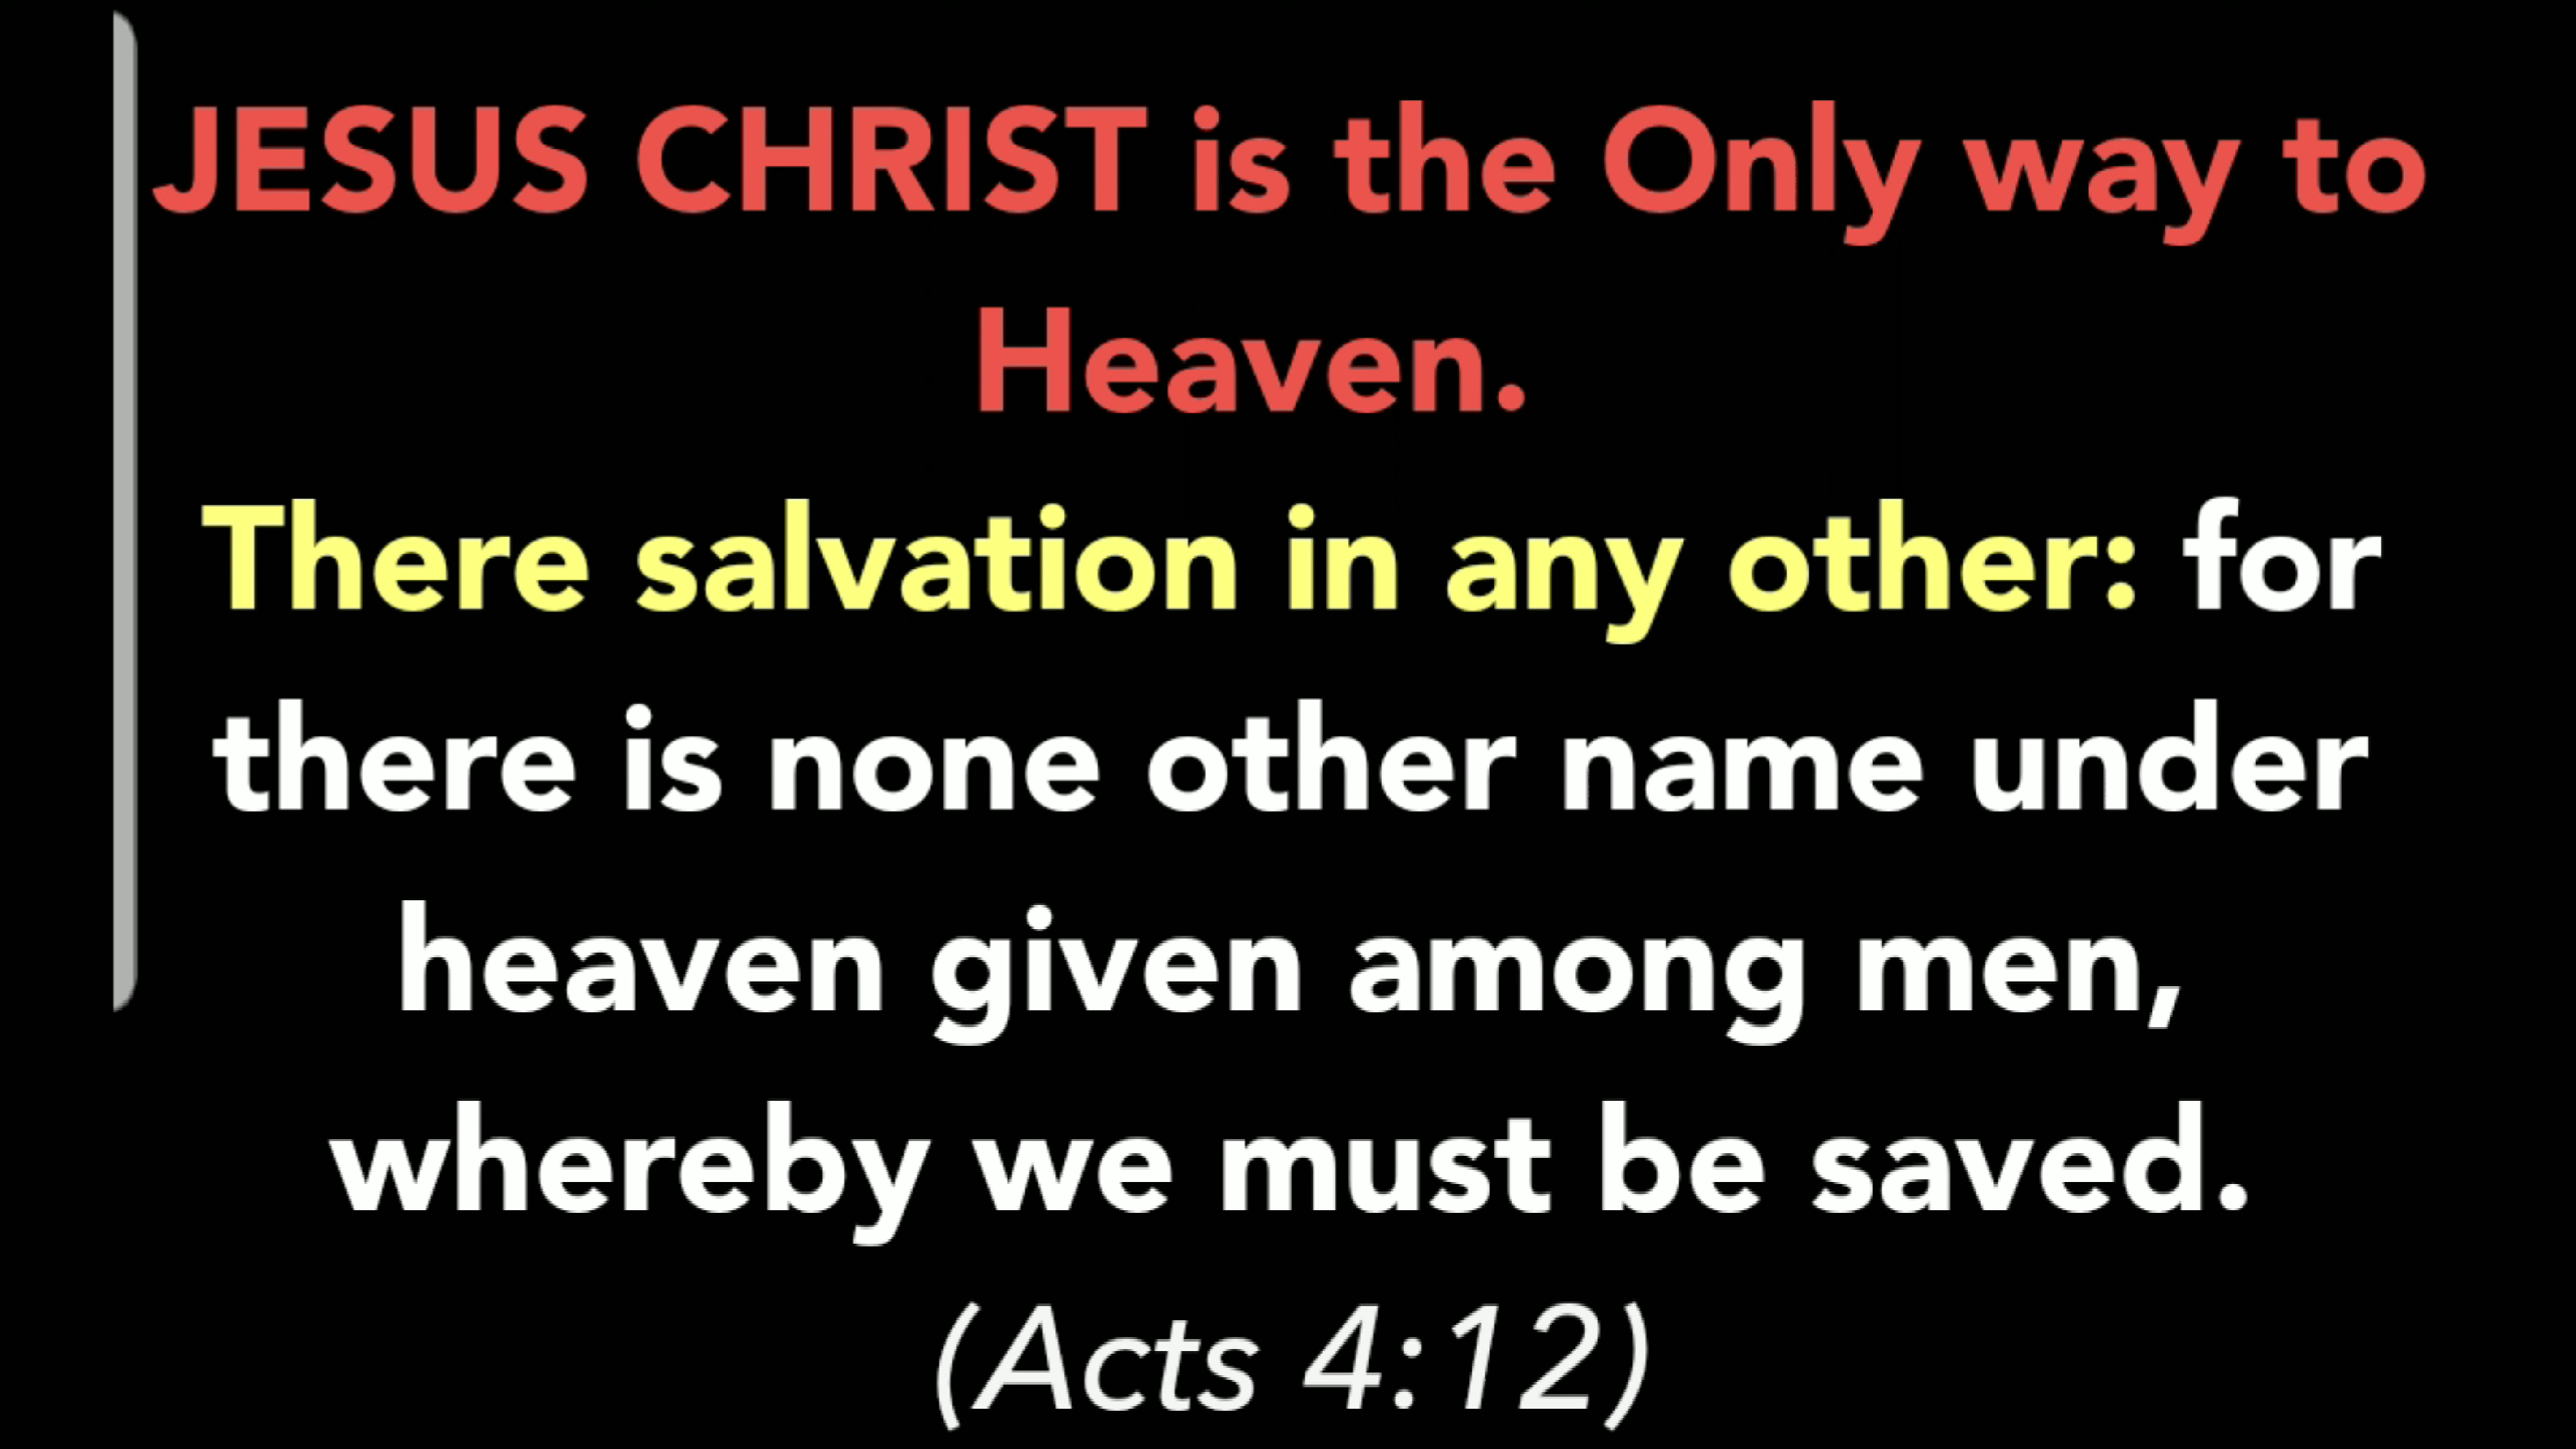 JESUS CHRIST is the Only way to
Heaven.
There salvation in any other: for
there is none other name under
heaven given among men,
whereby we must be saved.
(Acts 4:12)